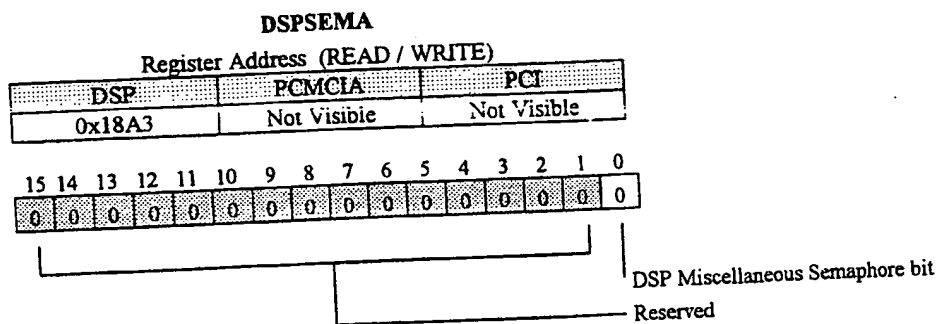 DSPSEMA
Register Address (READ / WRITE)
DSP PCMCIA PCI
0x18A3 Not Visible Not Visible
15 14 13 12 11 10 9 8 7 6 5 4 3 2 1 0
0 0 0 0 0 0 0 0 0 0 0 0 0 0 0 0
DSP Miscellaneous Semaphore bit
Reserved